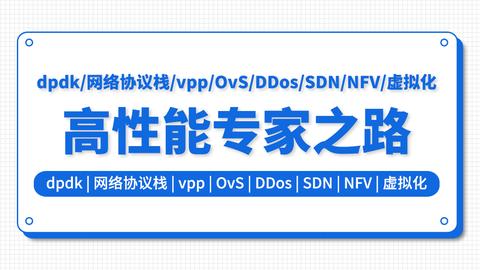 dpdk/网络协议栈/vpp/OvS/DDos/SDN/NFV/虚拟化
高性能专家之路
dpdk | 网络协议栈 | vpp | OvS | DDos | SDN | NFV | 虚拟化